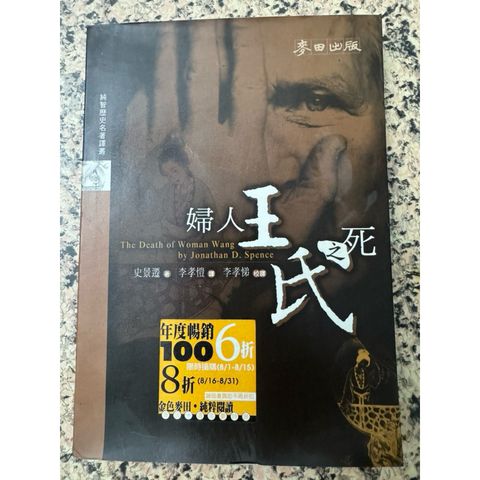 麥田出版
純智歷史名著譯叢
婦人王氏之死
The Death of Woman Wang
by Jonathan D. Spence
史景遷 著 李孝愷 譯 李孝悌 校譯
年度暢銷
100 6折
限時搶購(8/1-8/15)
8折 (8/16-8/31)
金色麥田・純粹閱讀